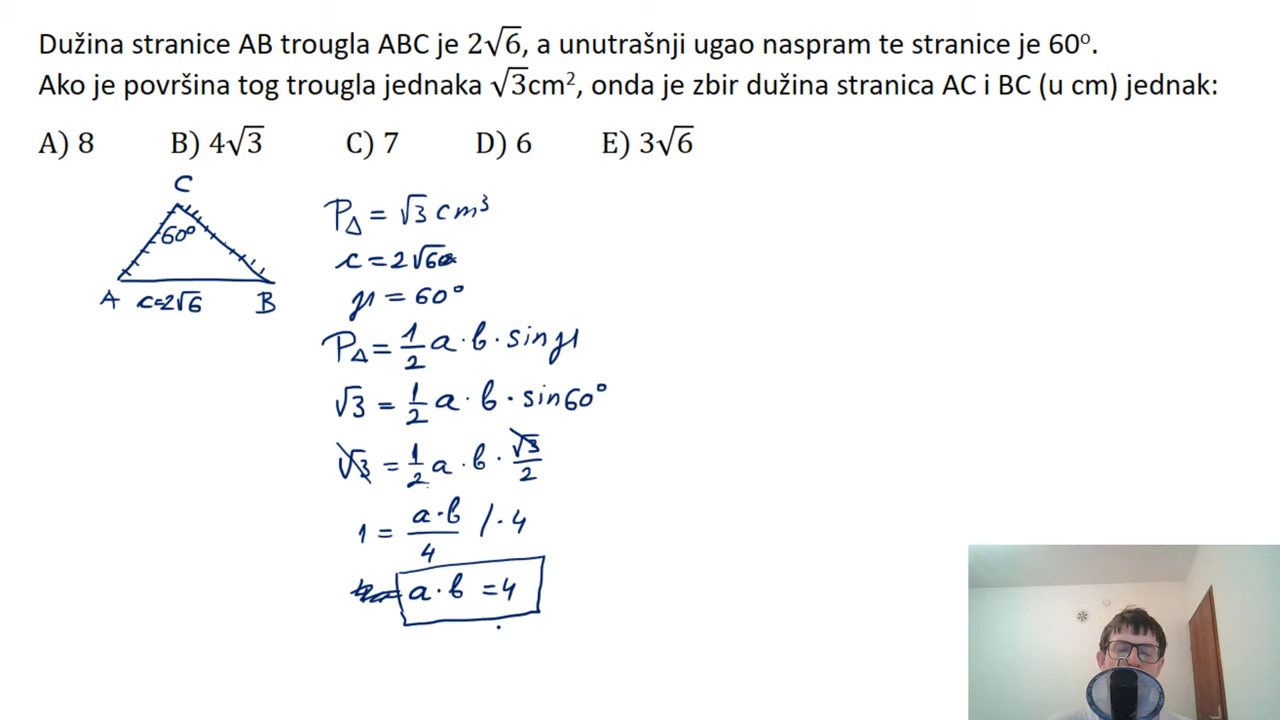 Dužina stranice AB trougla ABC je 2√6, a unutrašnji ugao naspram te stranice je 60°.
Ako je površina tog trougla jednaka √3cm², onda je zbir dužina stranica AC i BC (u cm) jednak:
A) 8 B) 4√3 C) 7 D) 6 E) 3√6
C
60°
A c=2√6 B
P△ = √3 cm³
c = 2√6
γ = 60°
P△ = 1/2 a · b · sin γ
√3 = 1/2 a · b · sin60°
√3 = 1/2 a · b · √3/2
1 = a·b/4 / · 4
a · b = 4